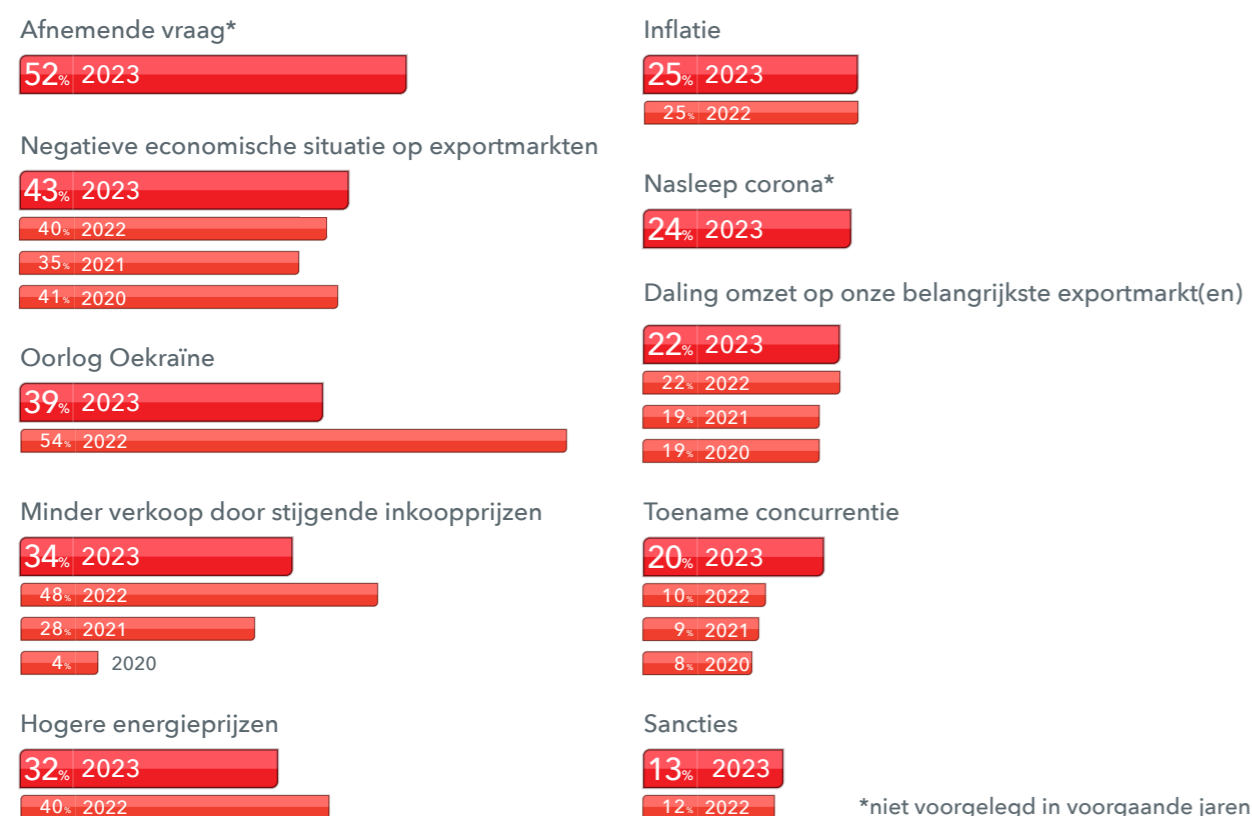 Afnemende vraag*
52% 2023
Negatieve economische situatie op exportmarkten
43% 2023
40% 2022
35% 2021
41% 2020
Oorlog Oekraïne
39% 2023
54% 2022
Minder verkoop door stijgende inkoopprijzen
34% 2023
48% 2022
28% 2021
4% 2020
Hogere energieprijzen
32% 2023
40% 2022
Inflatie
25% 2023
25% 2022
Nasleep corona*
24% 2023
Daling omzet op onze belangrijkste exportmarkt(en)
22% 2023
22% 2022
19% 2021
19% 2020
Toename concurrentie
20% 2023
10% 2022
9% 2021
8% 2020
Sancties
13% 2023
12% 2022
*niet voorgelegd in voorgaande jaren